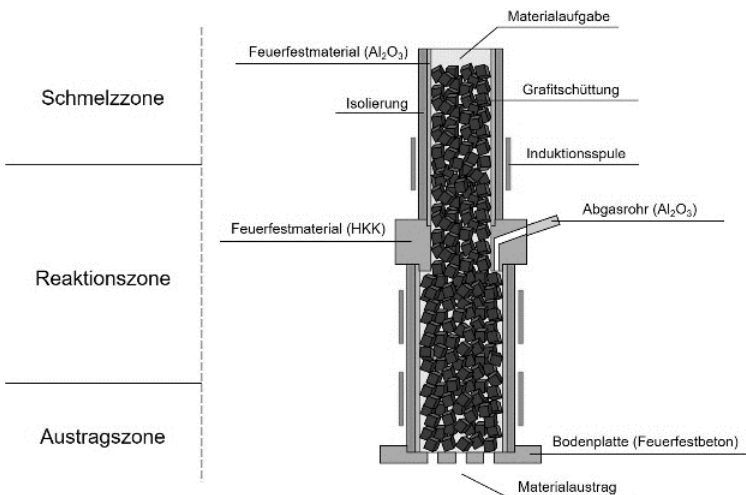 Materialaufgabe
Feuerfestmaterial (Al₂O₃)
Schmelzzone
Grafitschüttung
Isolierung
Induktionsspule
Abgasrohr (Al₂O₃)
Feuerfestmaterial (HKK)
Reaktionszone
Austragszone
Bodenplatte (Feuerfestbeton)
Materialaustrag